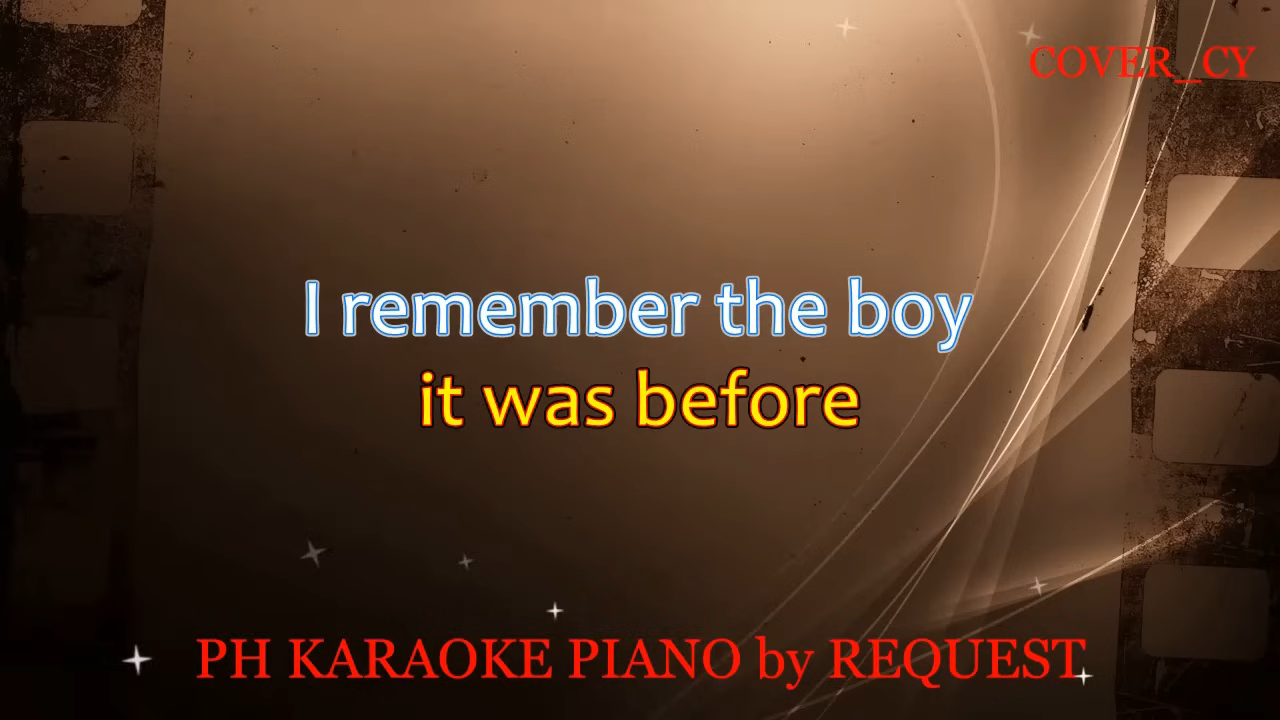 COVER_CY
I remember the boy
it was before
PH KARAOKE PIANO by REQUEST